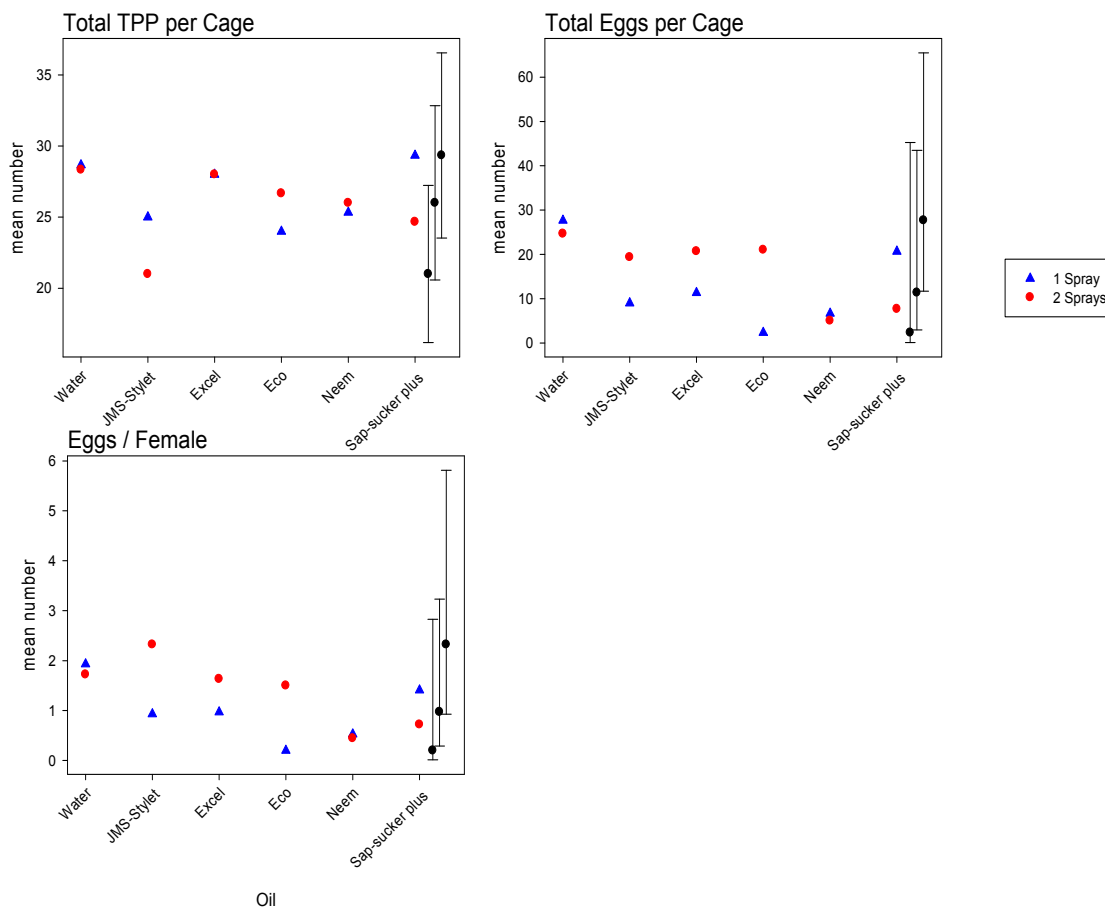 Total TPP per Cage
35
30
25
20
mean number
Water
JMS-Stylet
Excel
Eco
Neem
Sap-sucker plus
Total Eggs per Cage
60
50
40
30
20
10
0
mean number
Water
JMS-Stylet
Excel
Eco
Neem
Sap-sucker plus
1 Spray
2 Sprays
Eggs / Female
6
5
4
3
2
1
0
mean number
Water
JMS-Stylet
Excel
Eco
Neem
Sap-sucker plus
Oil